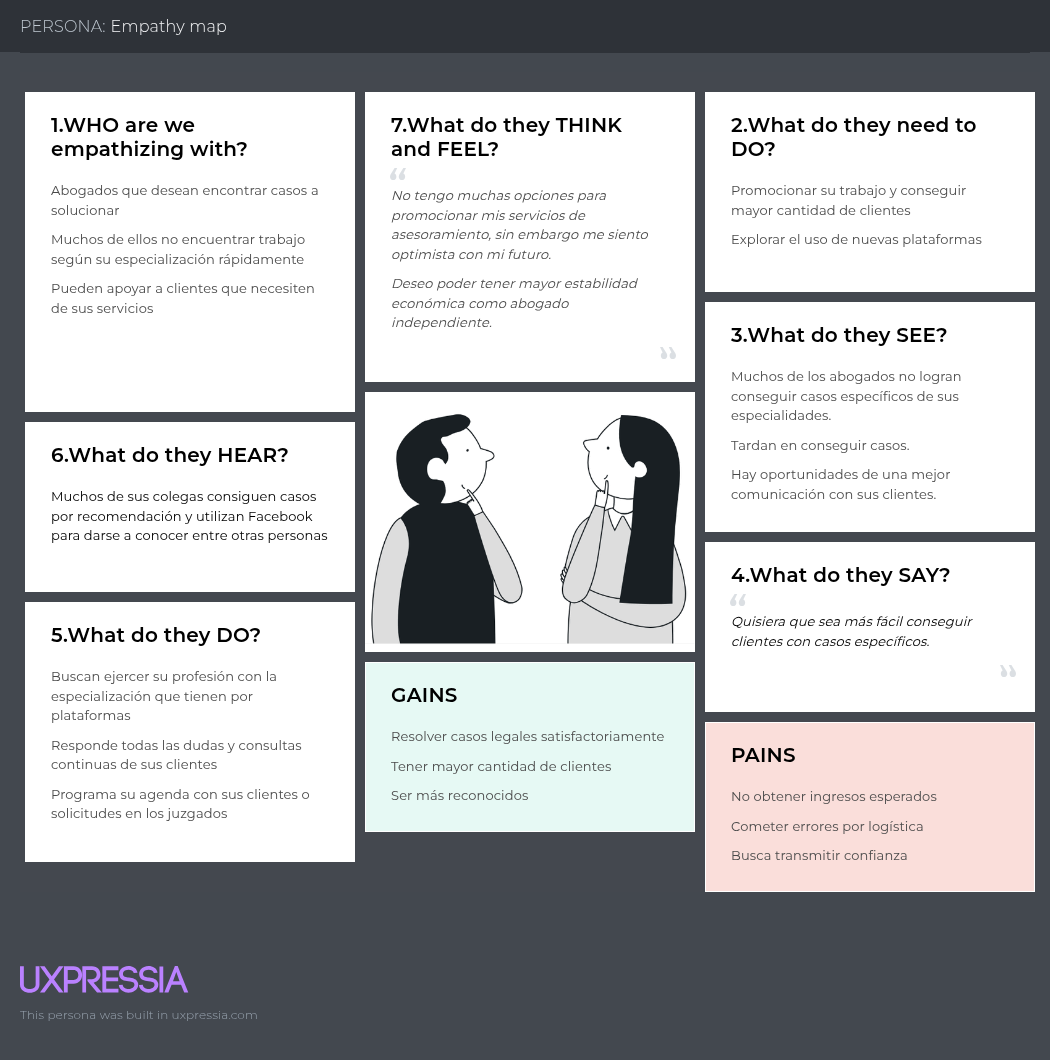 PERSONA: Empathy map
1.WHO are we
empathizing with?
Abogados que desean encontrar casos a
solucionar
Muchos de ellos no encuentrar trabajo
según su especialización rápidamente
Pueden apoyar a clientes que necesiten
de sus servicios
6.What do they HEAR?
Muchos de sus colegas consiguen casos
por recomendación y utilizan Facebook
para darse a conocer entre otras personas
5.What do they DO?
Buscan ejercer su profesión con la
especialización que tienen por
plataformas
Responde todas las dudas y consultas
continuas de sus clientes
Programa su agenda con sus clientes o
solicitudes en los juzgados
7.What do they THINK
and FEEL?
“
No tengo muchas opciones para
promocionar mis servicios de
asesoramiento, sin embargo me siento
optimista con mi futuro.
Deseo poder tener mayor estabilidad
económica como abogado
independiente.
”
GAINS
Resolver casos legales satisfactoriamente
Tener mayor cantidad de clientes
Ser más reconocidos
2.What do they need to
DO?
Promocionar su trabajo y conseguir
mayor cantidad de clientes
Explorar el uso de nuevas plataformas
3.What do they SEE?
Muchos de los abogados no logran
conseguir casos específicos de sus
especialidades.
Tardan en conseguir casos.
Hay oportunidades de una mejor
comunicación con sus clientes.
4.What do they SAY?
“
Quisiera que sea más fácil conseguir
clientes con casos específicos.
”
PAINS
No obtener ingresos esperados
Cometer errores por logística
Busca transmitir confianza
UXPRESSIA
This persona was built in uxpressia.com